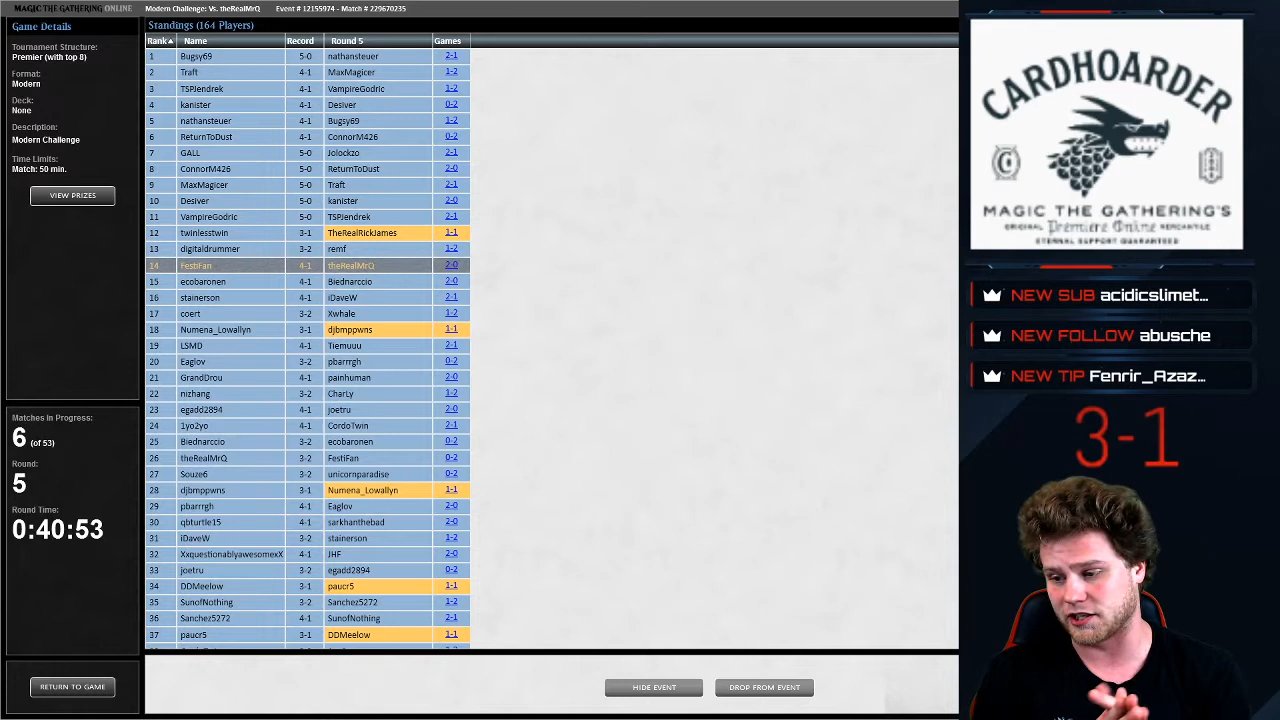 MAGIC THE GATHERING ONLINE
Modern Challenge: Vs. theRealMrQ Event # 12155974 - Match # 229670235
Game Details
Tournament Structure:
Premier (with top 8)
Format:
Modern
Deck:
None
Description:
Modern Challenge
Time Limits:
Match: 50 min.
VIEW PRIZES
Matches In Progress:
6 (of 53)
Round:
5
Round Time:
0:40:53
RETURN TO GAME
Standings (164 Players)
Rank Name Record Round 5 Games
1 Bugsy69 5-0 nathansteuer 2-1
2 Traft 4-1 MaxMagicer 1-2
3 TSPJendrek 4-1 VampireGodric 1-2
4 kanister 4-1 Desiver 0-2
5 nathansteuer 4-1 Bugsy69 1-2
6 ReturnToDust 4-1 ConnorM426 0-2
7 GALL 5-0 Jolockzo 2-1
8 ConnorM426 5-0 ReturnToDust 2-0
9 MaxMagicer 5-0 Traft 2-1
10 Desiver 5-0 kanister 2-0
11 VampireGodric 5-0 TSPJendrek 2-1
12 twinlesstwin 3-1 TheRealRickJames 1-1
13 digitaldrummer 3-2 remf 1-2
14 FestiFan 4-1 theRealMrQ 2-0
15 ecobaronen 4-1 Biednarccio 2-0
16 stainerson 4-1 iDaveW 2-1
17 coert 3-2 Xwhale 1-2
18 Numena_Lowallyn 3-1 djbmppwns 1-1
19 LSMD 4-1 Tiemuuu 2-1
20 Eaglov 3-2 pbarrrgh 0-2
21 GrandDrou 4-1 painhuman 2-0
22 nizhang 3-2 CharLy 1-2
23 egadd2894 4-1 joetru 2-0
24 1yo2yo 4-1 CordoTwin 2-1
25 Biednarccio 3-2 ecobaronen 0-2
26 theRealMrQ 3-2 FestiFan 0-2
27 Souze6 3-2 unicornparadise 0-2
28 djbmppwns 3-1 Numena_Lowallyn 1-1
29 pbarrrgh 4-1 Eaglov 2-0
30 qbturtle15 4-1 sarkhanthebad 2-0
31 iDaveW 3-2 stainerson 1-2
32 XxquestionablyawesomexX 4-1 JHF 2-0
33 joetru 3-2 egadd2894 0-2
34 DDMeelow 3-1 paucr5 1-1
35 SunofNothing 3-2 Sanchez5272 1-2
36 Sanchez5272 4-1 SunofNothing 2-1
37 paucr5 3-1 DDMeelow 1-1
HIDE EVENT DROP FROM EVENT
CARDHOARDER
MAGIC THE GATHERING'S
ORIGINAL Premiere Online MERCANTILE
ETERNAL SUPPORT GUARANTEED
NEW SUB acidicslimet...
NEW FOLLOW abusche
NEW TIP Fenrir_Azaz...
3-1